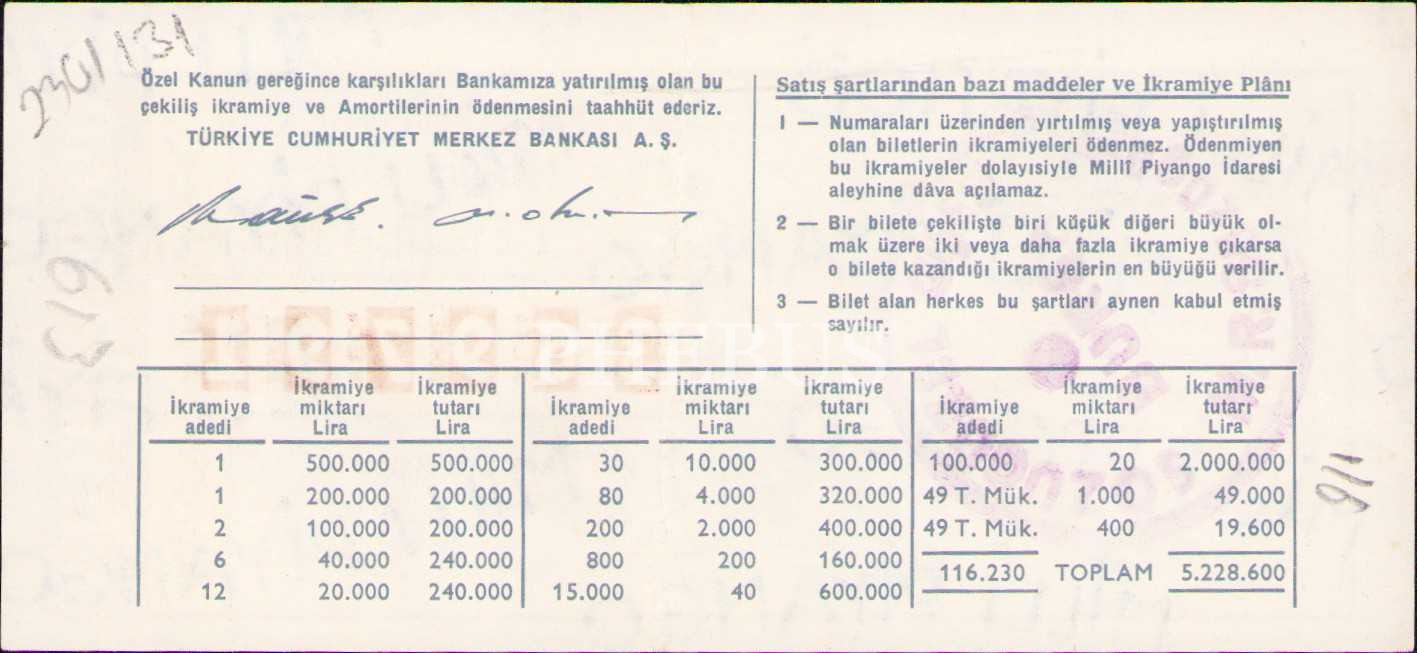 2301131
Özel Kanun gereğince karşılıkları Bankamıza yatırılmış olan bu
çekiliş ikramiye ve Amortilerinin ödenmesini taahhüt ederiz.
TÜRKİYE CUMHURİYET MERKEZ BANKASI A. Ş.
Satış şartlarından bazı maddeler ve İkramiye Plânı
1 — Numaraları üzerinden yırtılmış veya yapıştırılmış
olan biletlerin ikramiyeleri ödenmez. Ödenmiyen
bu ikramiyeler dolayısiyle Millî Piyango İdaresi
aleyhine dâva açılamaz.
2 — Bir bilete çekilişte biri küçük diğeri büyük ol-
mak üzere iki veya daha fazla ikramiye çıkarsa
o bilete kazandığı ikramiyelerin en büyüğü verilir.
3 — Bilet alan herkes bu şartları aynen kabul etmiş
sayılır.
PHEBUS
İkramiye adedi İkramiye miktarı Lira İkramiye tutarı Lira İkramiye adedi İkramiye miktarı Lira İkramiye tutarı Lira İkramiye adedi İkramiye miktarı Lira İkramiye tutarı Lira
1 500.000 500.000 30 10.000 300.000 100.000 20 2.000.000
1 200.000 200.000 80 4.000 320.000 49 T. Mük. 1.000 49.000
2 100.000 200.000 200 2.000 400.000 49 T. Mük. 400 19.600
6 40.000 240.000 800 200 160.000
116.230 TOPLAM 5.228.600
12 20.000 240.000 15.000 40 600.000